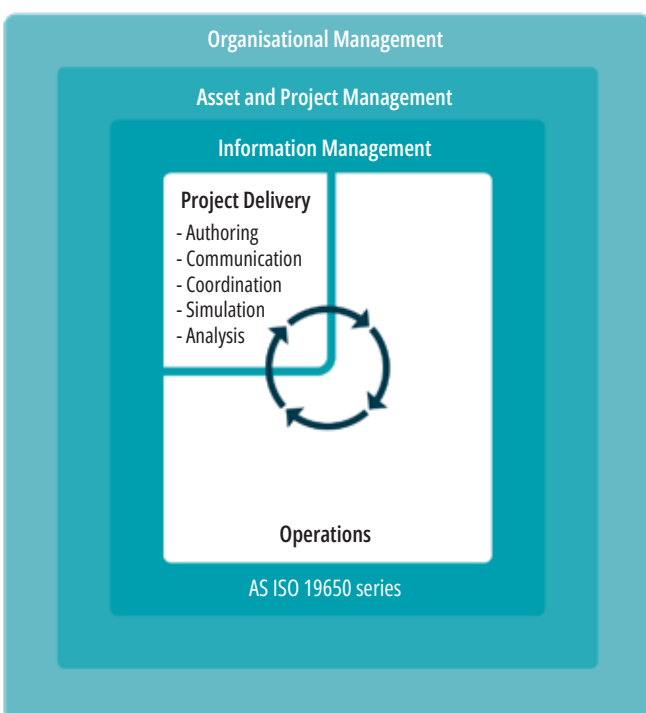 Organisational Management
Asset and Project Management
Information Management
Project Delivery
- Authoring
- Communication
- Coordination
- Simulation
- Analysis
Operations
AS ISO 19650 series